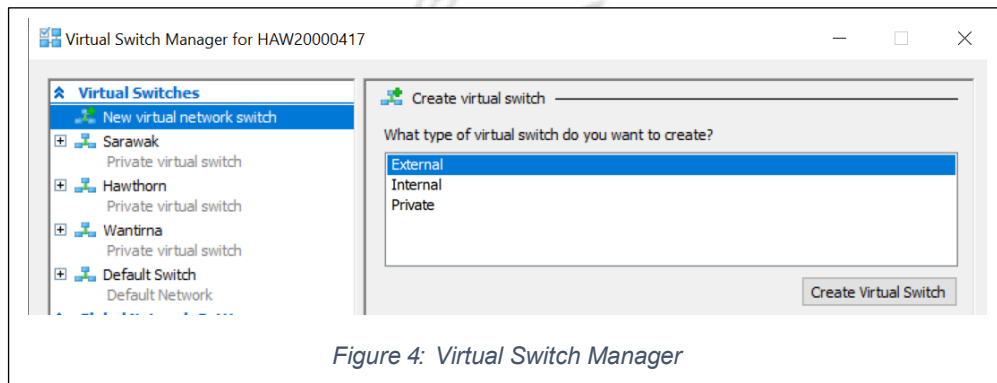 Virtual Switch Manager for HAW20000417
Virtual Switches
New virtual network switch
Sarawak
Private virtual switch
Hawthorn
Private virtual switch
Wantirna
Private virtual switch
Default Switch
Default Network
Create virtual switch
What type of virtual switch do you want to create?
External
Internal
Private
Create Virtual Switch
Figure 4: Virtual Switch Manager